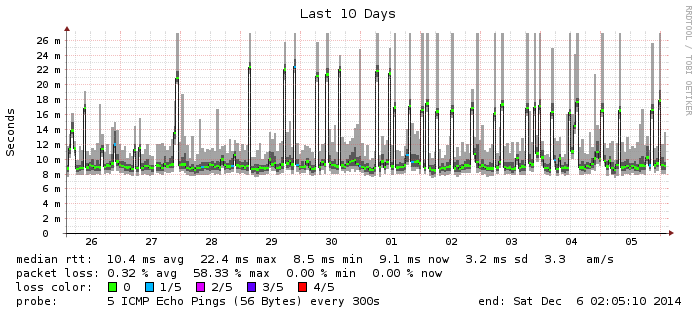 Last 10 Days
RRDTOOL / TOBI OETIKER
Seconds
26 m
24 m
22 m
20 m
18 m
16 m
14 m
12 m
10 m
8 m
6 m
4 m
2 m
0
26 27 28 29 30 01 02 03 04 05
median rtt: 10.4 ms avg 22.4 ms max 8.5 ms min 9.1 ms now 3.2 ms sd 3.3 am/s
packet loss: 0.32 % avg 58.33 % max 0.00 % min 0.00 % now
loss color: 0 1/5 2/5 3/5 4/5
probe: 5 ICMP Echo Pings (56 Bytes) every 300s end: Sat Dec 6 02:05:10 2014